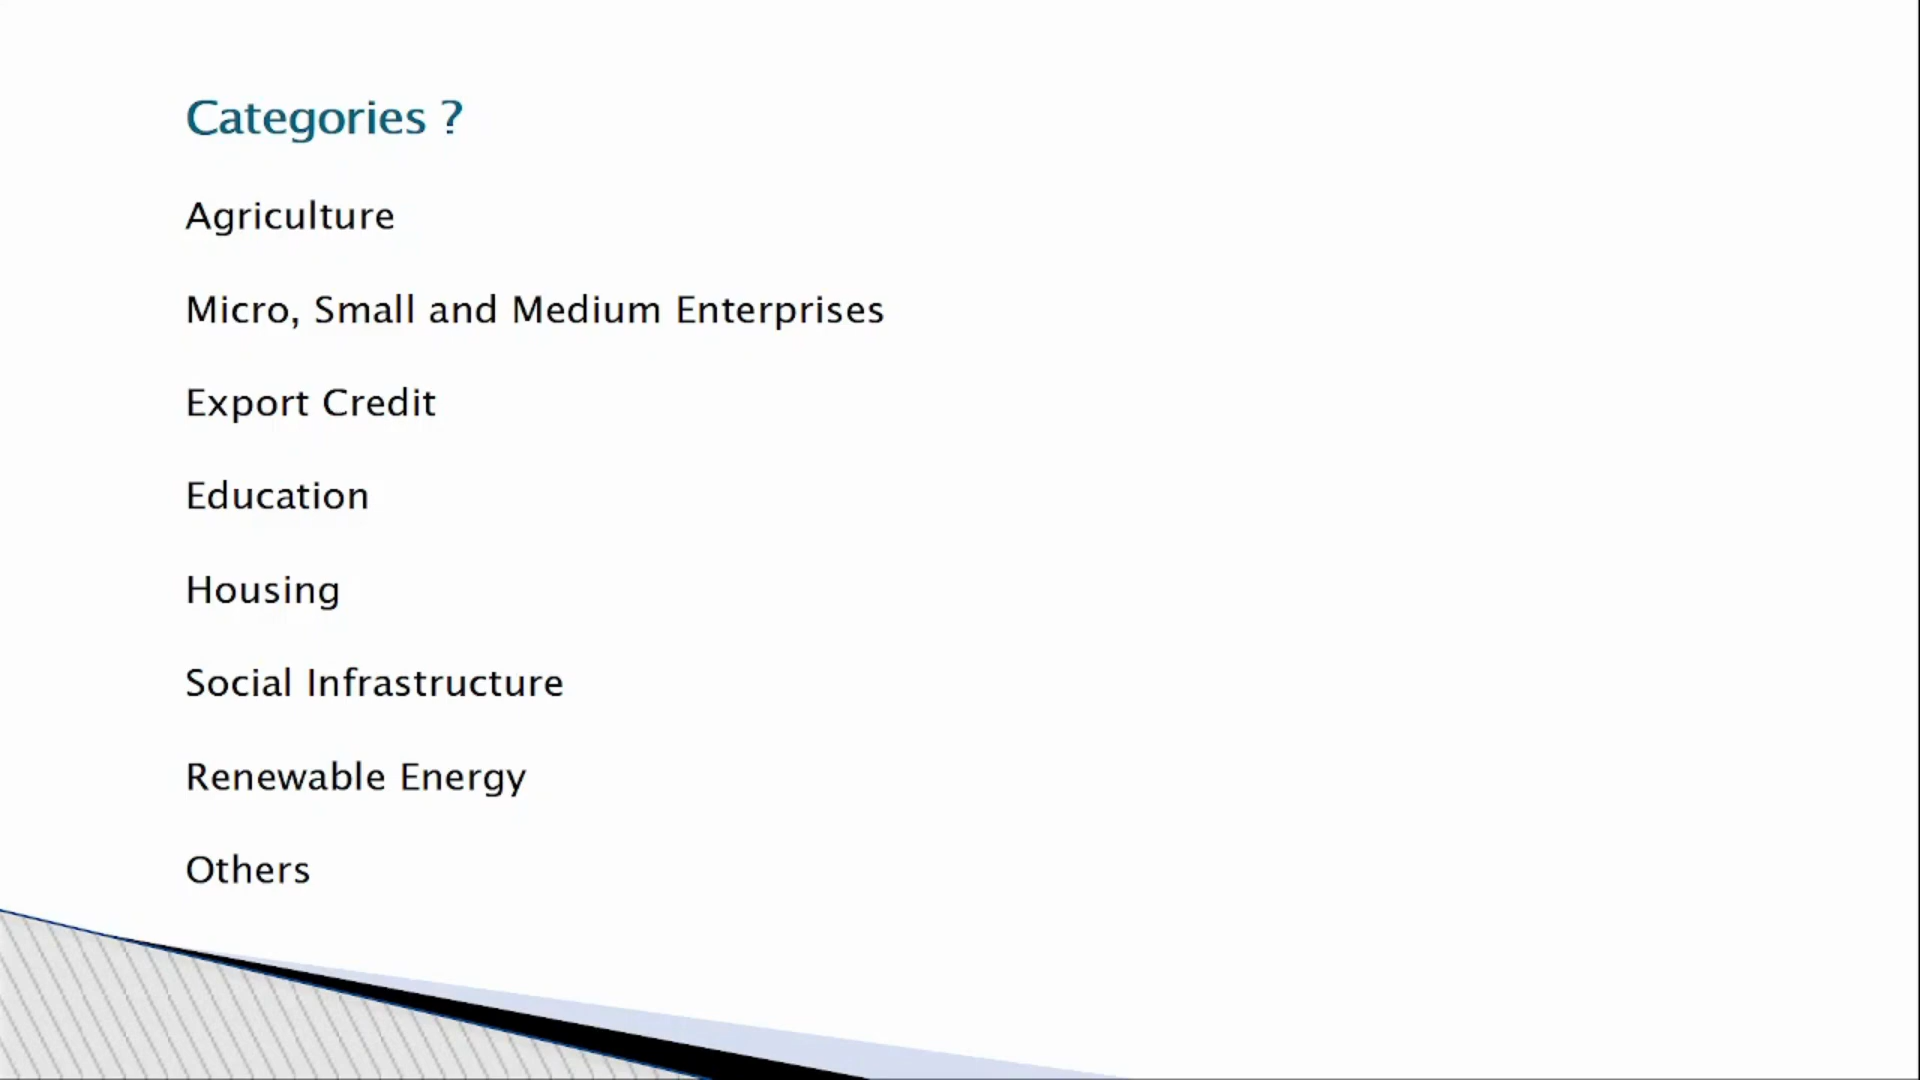 Categories ?
Agriculture
Micro, Small and Medium Enterprises
Export Credit
Education
Housing
Social Infrastructure
Renewable Energy
Others